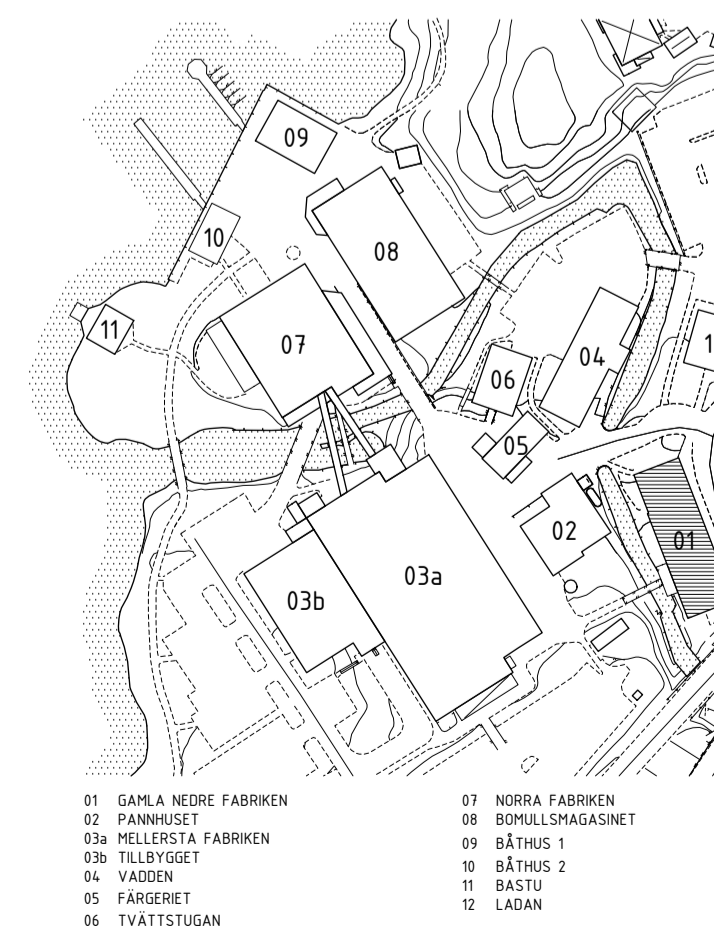 09
10
08
11
07
04
06
05
02
01
03a
03b
1
01 GAMLA NEDRE FABRIKEN
02 PANNHUSET
03a MELLERSTA FABRIKEN
03b TILLBYGGET
04 VADDEN
05 FÄRGERIET
06 TVÄTTSTUGAN
07 NORRA FABRIKEN
08 BOMULLSMAGASINET
09 BÅTHUS 1
10 BÅTHUS 2
11 BASTU
12 LADAN